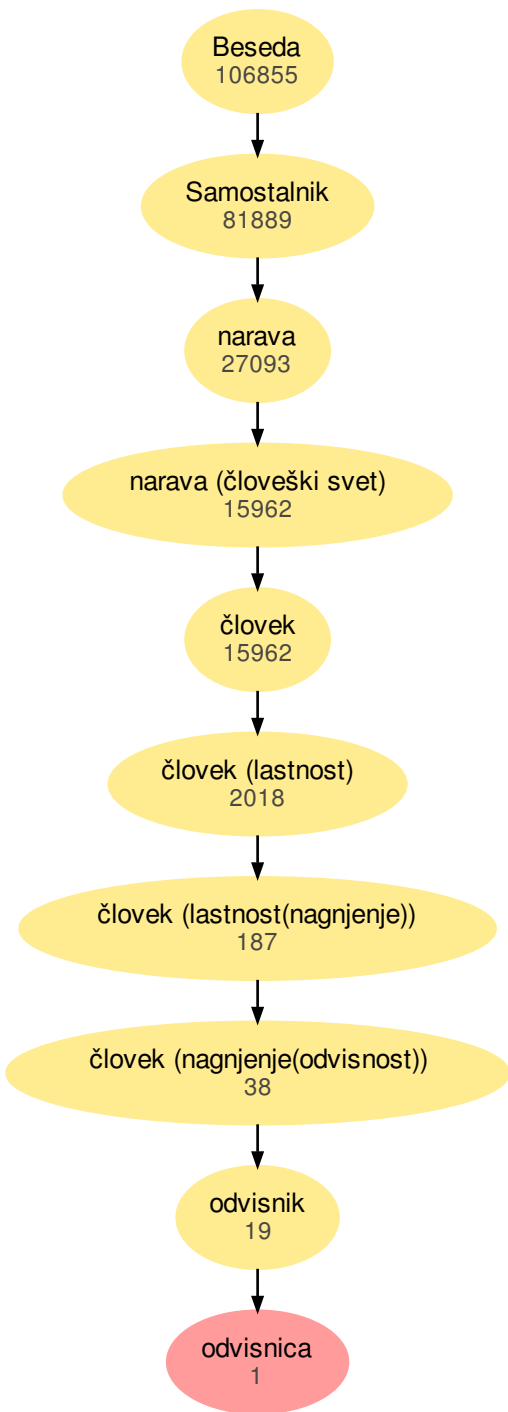 Beseda
106855
Samostalnik
81889
narava
27093
narava (človeški svet)
15962
človek
15962
človek (lastnost)
2018
človek (lastnost(nagnjenje))
187
človek (nagnjenje(odvisnost))
38
odvisnik
19
odvisnica
1